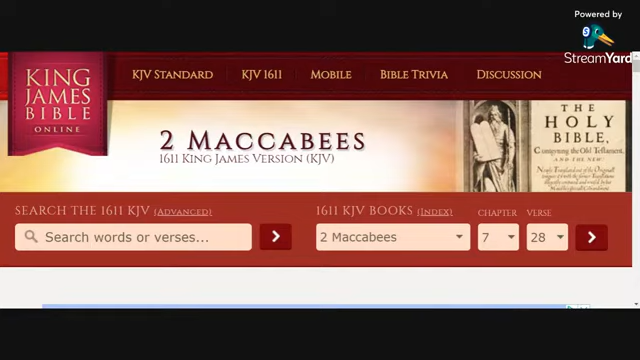 Powered by
StreamYard
KING
JAMES
BIBLE
ONLINE
KJV STANDARD
KJV 1611
MOBILE
BIBLE TRIVIA
DISCUSSION
2 MACCABEES
1611 KING JAMES VERSION (KJV)
THE
HOLY
BIBLE,
Conteyning the Old Testament,
AND THE NEW:
SEARCH THE 1611 KJV (ADVANCED)
Search words or verses...
1611 KJV BOOKS (INDEX)
CHAPTER
VERSE
2 Maccabees
7
28